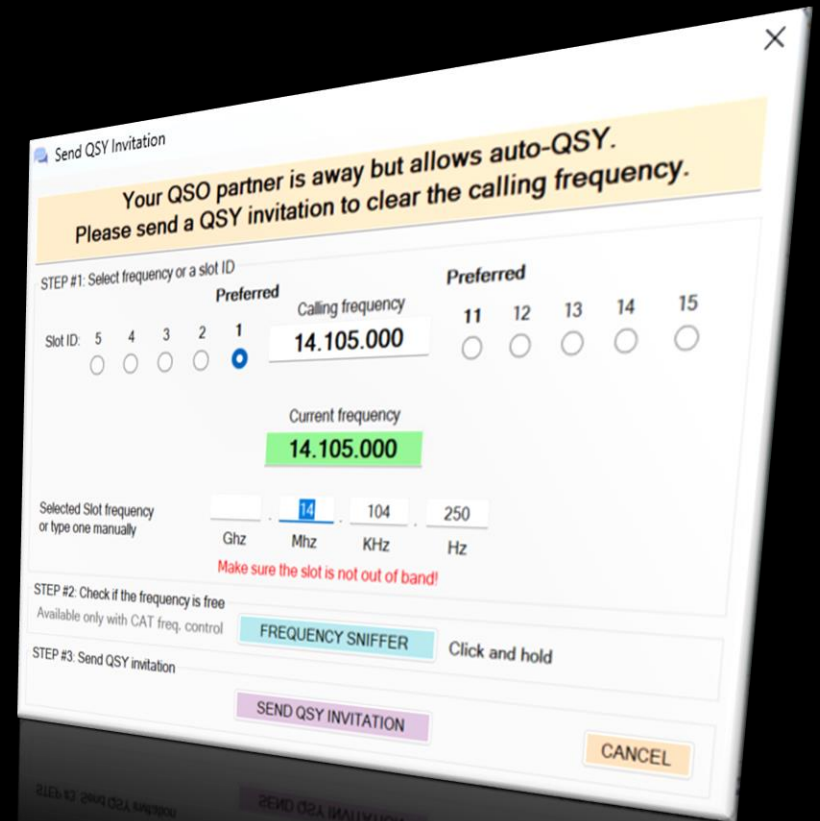 Send QSY Invitation
Your QSO partner is away but allows auto-QSY.
Please send a QSY invitation to clear the calling frequency.
STEP #1: Select frequency or a slot ID
Preferred Calling frequency Preferred
Slot ID: 5 4 3 2 1 14.105.000 11 12 13 14 15
Current frequency
14.105.000
Selected Slot frequency
or type one manually
. 14 . 104 . 250
Ghz Mhz KHz Hz
Make sure the slot is not out of band!
STEP #2: Check if the frequency is free
Available only with CAT freq. control
FREQUENCY SNIFFER Click and hold
STEP #3: Send QSY invitation
SEND QSY INVITATION
CANCEL